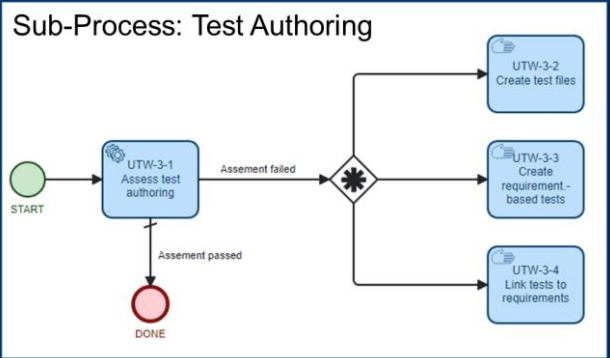 Sub-Process: Test Authoring
UTW-3-2
Create test files
UTW-3-1
Assess test
authoring
Assement failed
UTW-3-3
Create
requirement.-
based tests
START
Assement passed
UTW-3-4
Link tests to
requirements
DONE